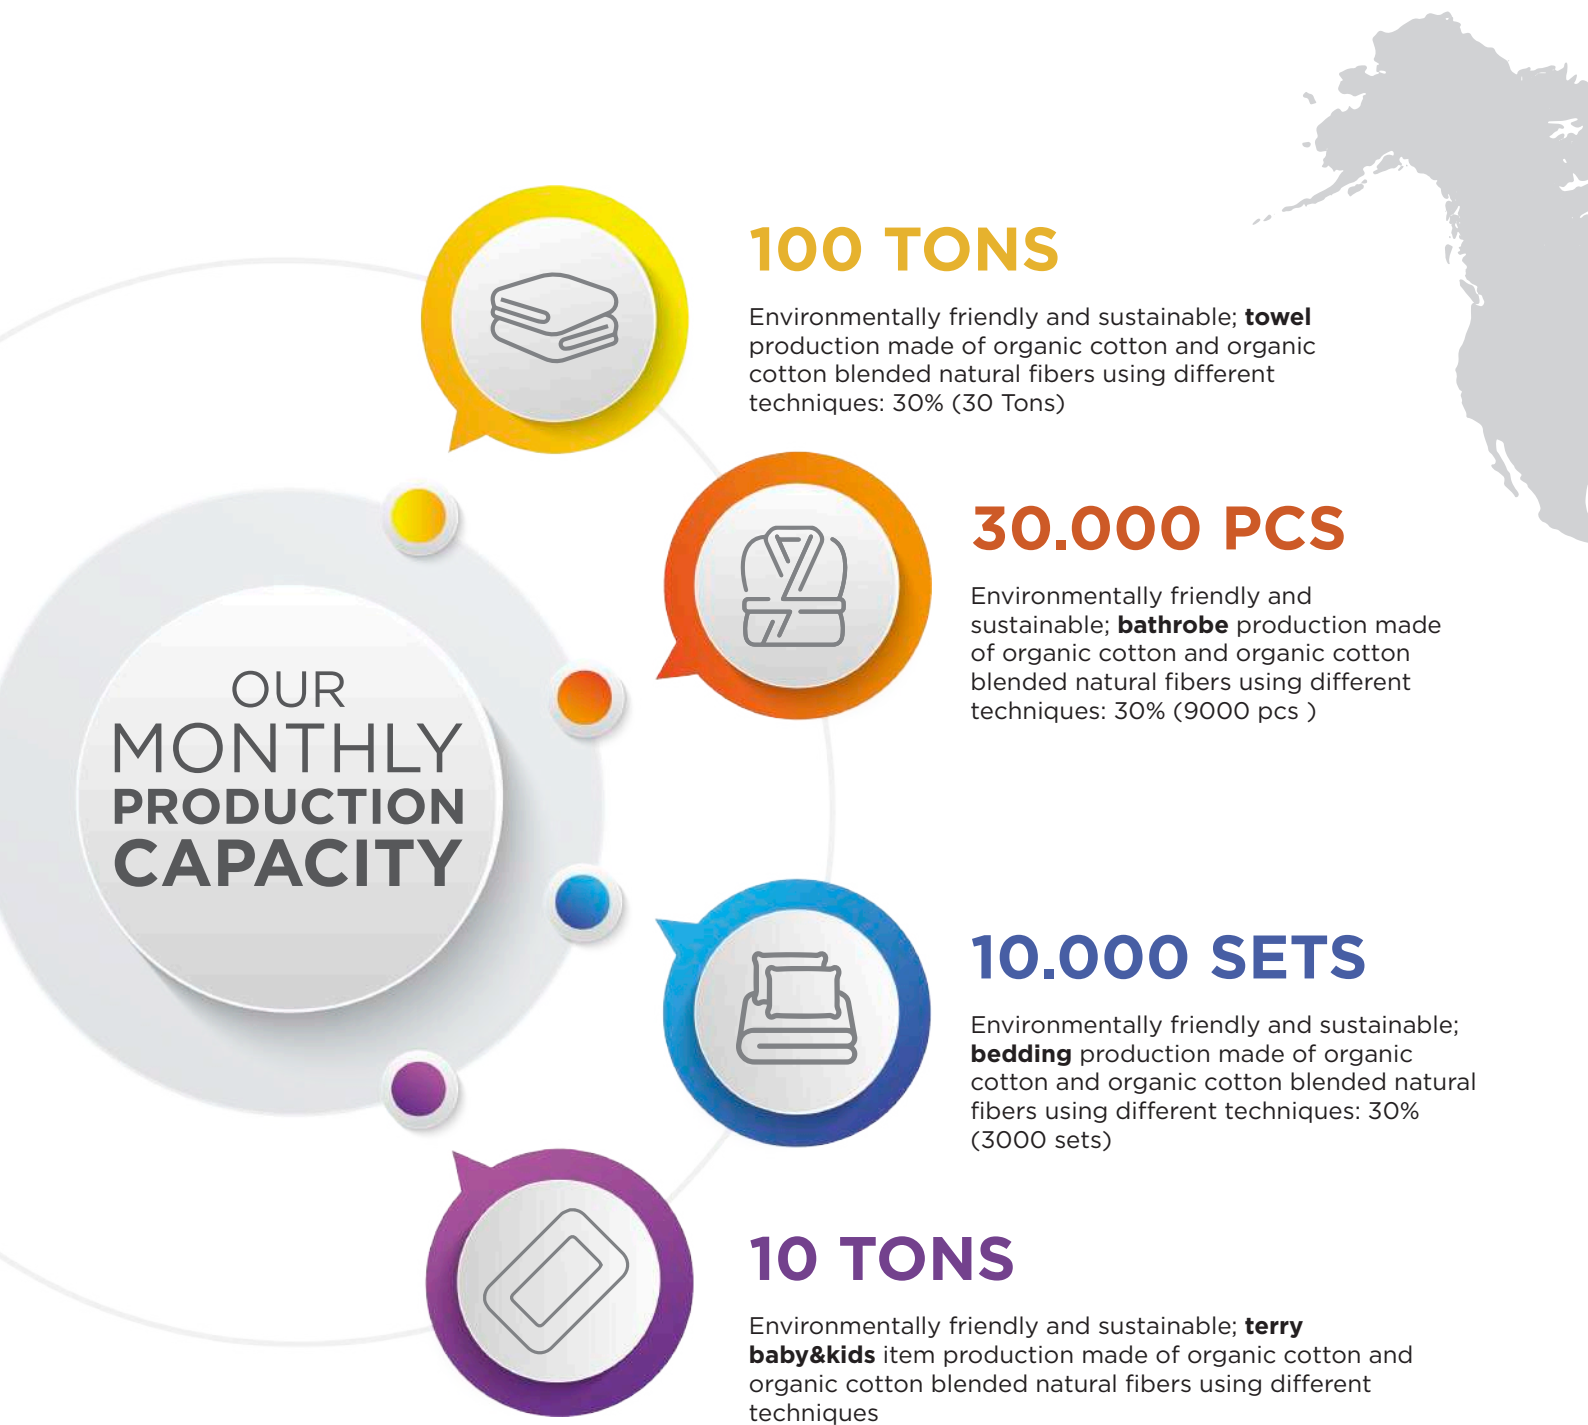 100 TONS
Environmentally friendly and sustainable; towel
production made of organic cotton and organic
cotton blended natural fibers using different
techniques: 30% (30 Tons)
30.000 PCS
Environmentally friendly and
sustainable; bathrobe production made
of organic cotton and organic cotton
blended natural fibers using different
techniques: 30% (9000 pcs )
OUR
MONTHLY
PRODUCTION
CAPACITY
10.000 SETS
Environmentally friendly and sustainable;
bedding production made of organic
cotton and organic cotton blended natural
fibers using different techniques: 30%
(3000 sets)
10 TONS
Environmentally friendly and sustainable; terry
baby&kids item production made of organic cotton and
organic cotton blended natural fibers using different
techniques